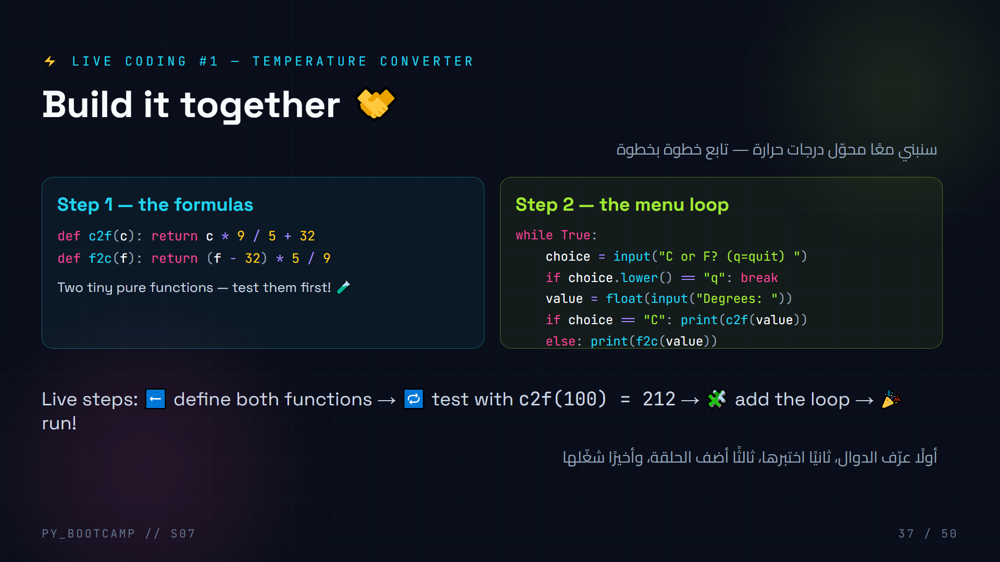 ⚡ LIVE CODING #1 — TEMPERATURE CONVERTER
Build it together 🤝
سنبني معًا محوّل درجات حرارة — تابع خطوة بخطوة
Step 1 — the formulas
def c2f(c): return c * 9 / 5 + 32
def f2c(f): return (f - 32) * 5 / 9
Two tiny pure functions — test them first! 🧪
Step 2 — the menu loop
while True:
    choice = input("C or F? (q=quit) ")
    if choice.lower() == "q": break
    value = float(input("Degrees: "))
    if choice == "C": print(c2f(value))
    else: print(f2c(value))
Live steps: ⬅️ define both functions → 🔁 test with c2f(100) = 212 → 🧩 add the loop → 🎉
run!
أولًا عرّف الدوال، ثانيًا اختبرها، ثالثًا أضف الحلقة، وأخيرًا شغّلها
PY_BOOTCAMP // S07
37 / 50